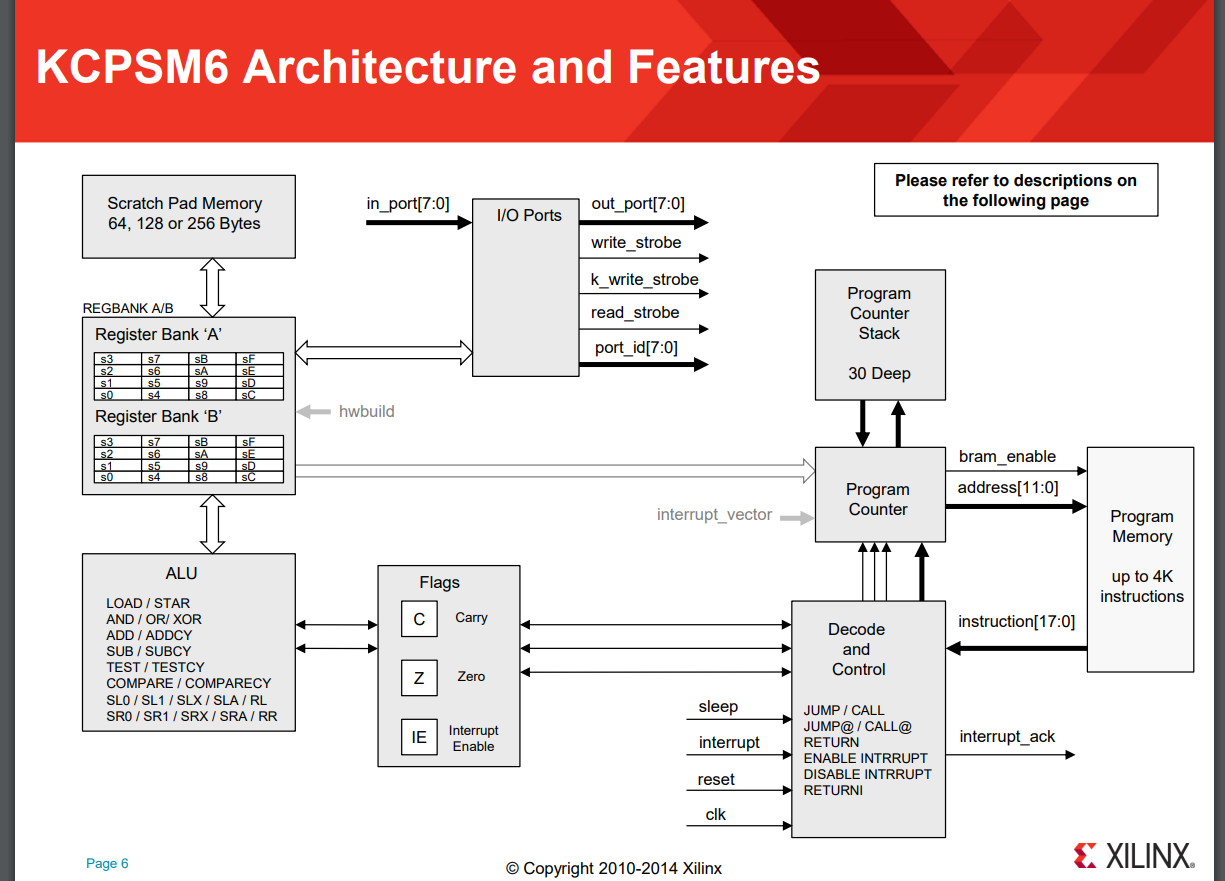 KCPSM6 Architecture and Features
Please refer to descriptions on
the following page
Scratch Pad Memory
64, 128 or 256 Bytes
in_port[7:0]
I/O Ports
out_port[7:0]
write_strobe
k_write_strobe
read_strobe
port_id[7:0]
REGBANK A/B
Register Bank ‘A’
s3 s7 sB sF
s2 s6 sA sE
s1 s5 s9 sD
s0 s4 s8 sC
Register Bank ‘B’
s3 s7 sB sF
s2 s6 sA sE
s1 s5 s9 sD
s0 s4 s8 sC
hwbuild
Program
Counter
Stack
30 Deep
interrupt_vector
Program
Counter
bram_enable
address[11:0]
Program
Memory
up to 4K
instructions
instruction[17:0]
ALU
LOAD / STAR
AND / OR/ XOR
ADD / ADDCY
SUB / SUBCY
TEST / TESTCY
COMPARE / COMPARECY
SL0 / SL1 / SLX / SLA / RL
SR0 / SR1 / SRX / SRA / RR
Flags
C Carry
Z Zero
IE Interrupt
Enable
sleep
interrupt
reset
clk
Decode
and
Control
JUMP / CALL
JUMP@ / CALL@
RETURN
ENABLE INTRRUPT
DISABLE INTRRUPT
RETURNI
interrupt_ack
Page 6
© Copyright 2010-2014 Xilinx
XILINX®